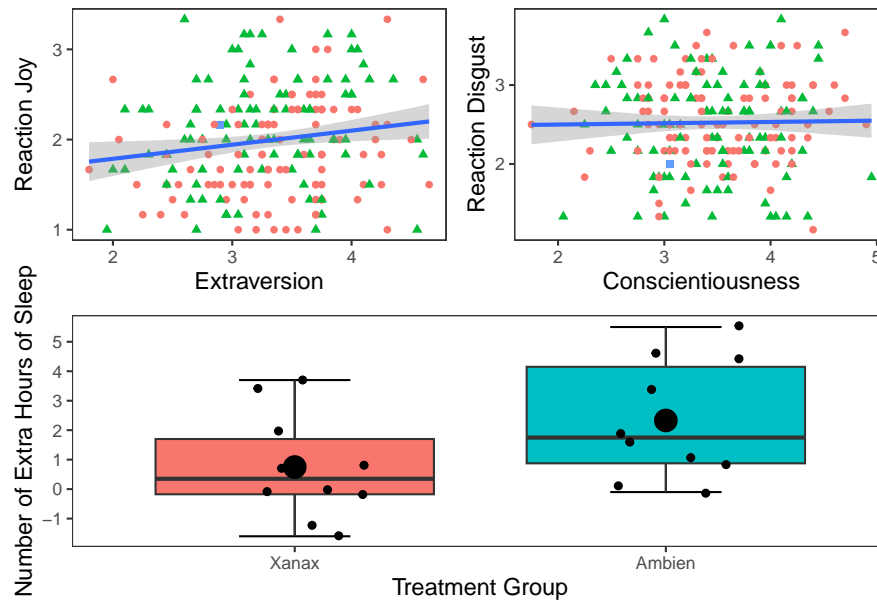 Reaction Joy
3
2
1
2
3
4
Extraversion
Reaction Disgust
3
2
2
3
4
5
Conscientiousness
Number of Extra Hours of Sleep
5
4
3
2
1
0
−1
Xanax
Ambien
Treatment Group